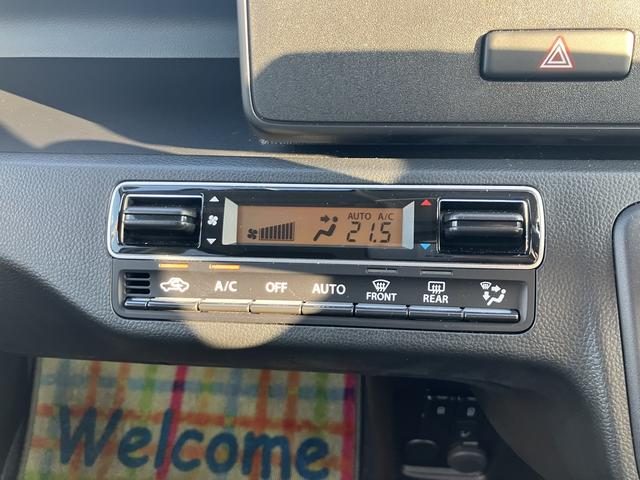 AUTO A/C
21.5
A/C OFF AUTO FRONT REAR
Welcome